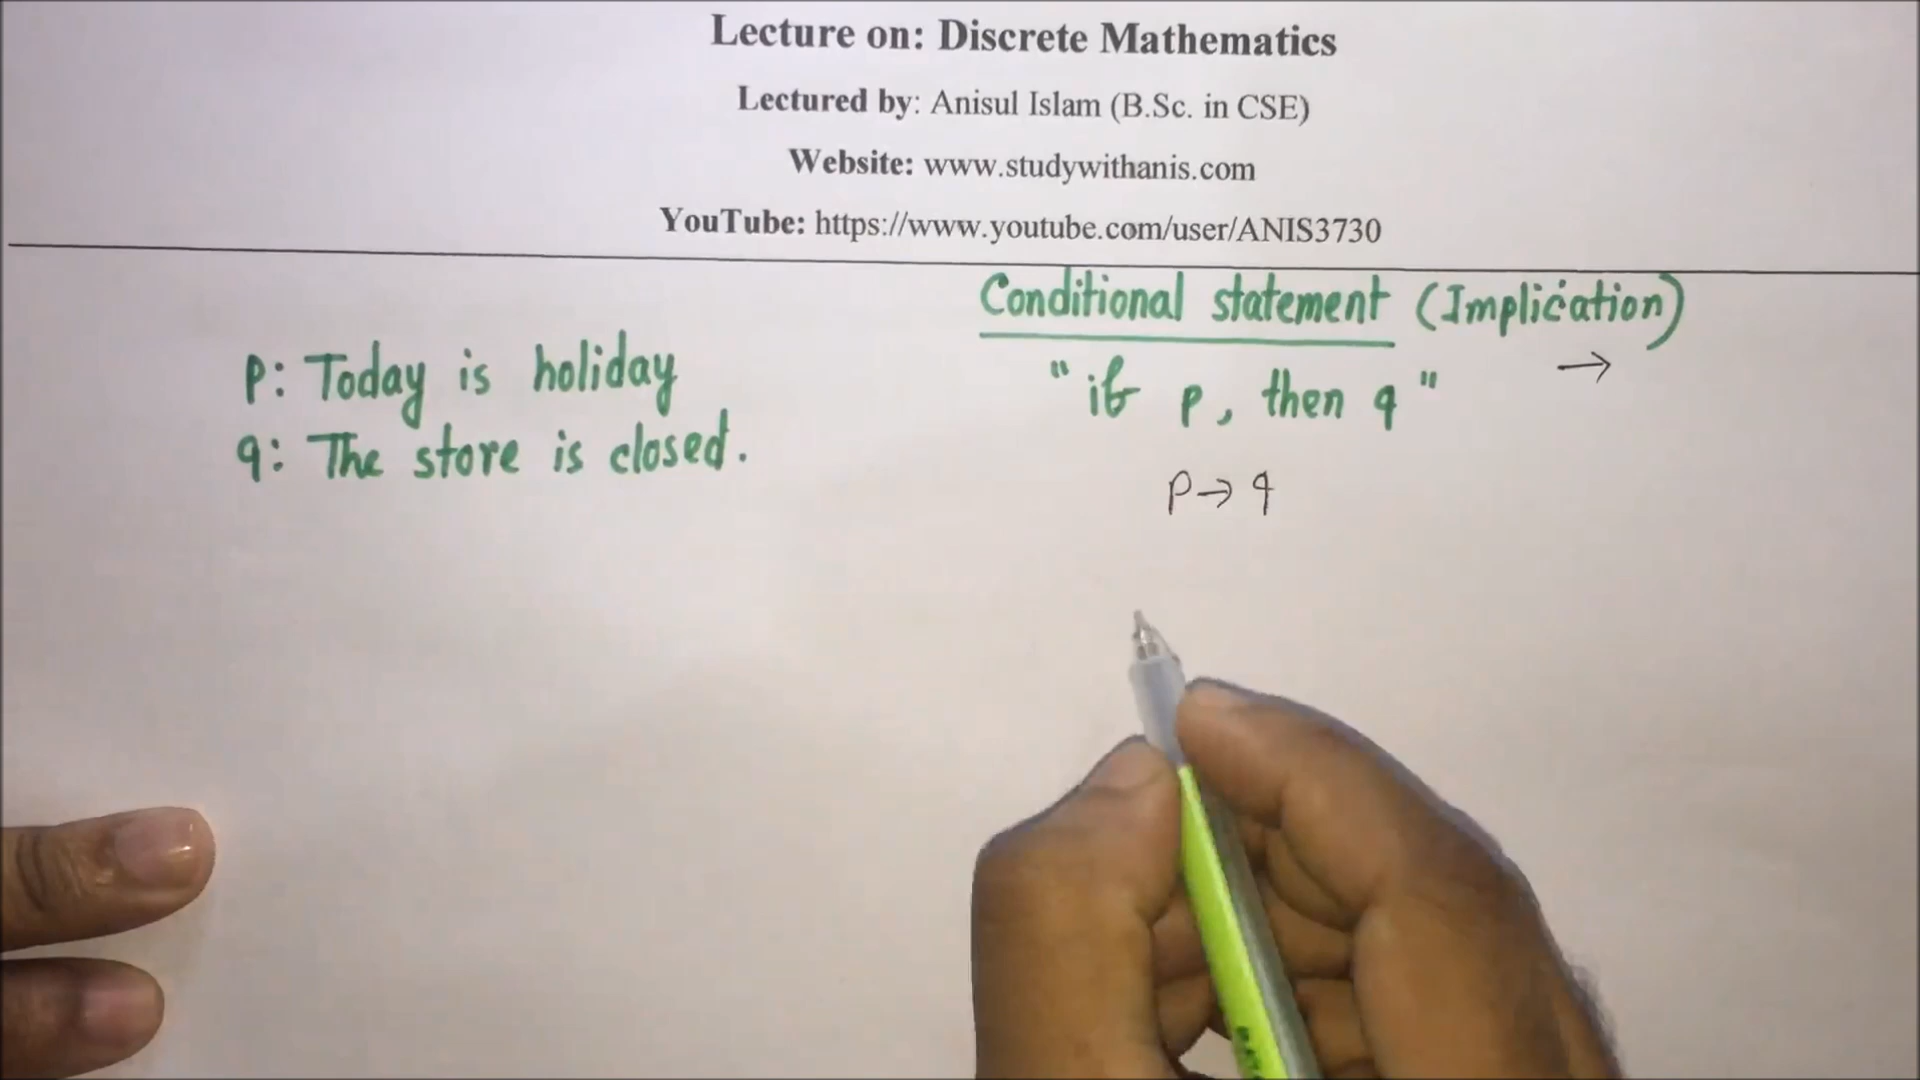 Lecture on: Discrete Mathematics
Lectured by: Anisul Islam (B.Sc. in CSE)
Website: www.studywithanis.com
YouTube: https://www.youtube.com/user/ANIS3730
Conditional statement (Implication)
"if p, then q" →
p → q
p: Today is holiday
q: The store is closed.